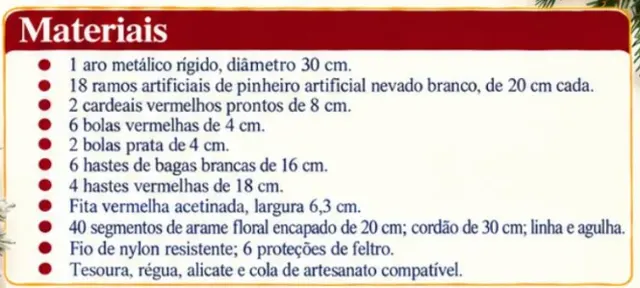 Materiais
1 aro metálico rígido, diâmetro 30 cm.
18 ramos artificiais de pinheiro artificial nevado branco, de 20 cm cada.
2 cardeais vermelhos prontos de 8 cm.
6 bolas vermelhas de 4 cm.
2 bolas prata de 4 cm.
6 hastes de bagas brancas de 16 cm.
4 hastes vermelhas de 18 cm.
Fita vermelha acetinada, largura 6,3 cm.
40 segmentos de arame floral encapado de 20 cm; cordão de 30 cm; linha e agulha.
Fio de nylon resistente; 6 proteções de feltro.
Tesoura, régua, alicate e cola de artesanato compatível.